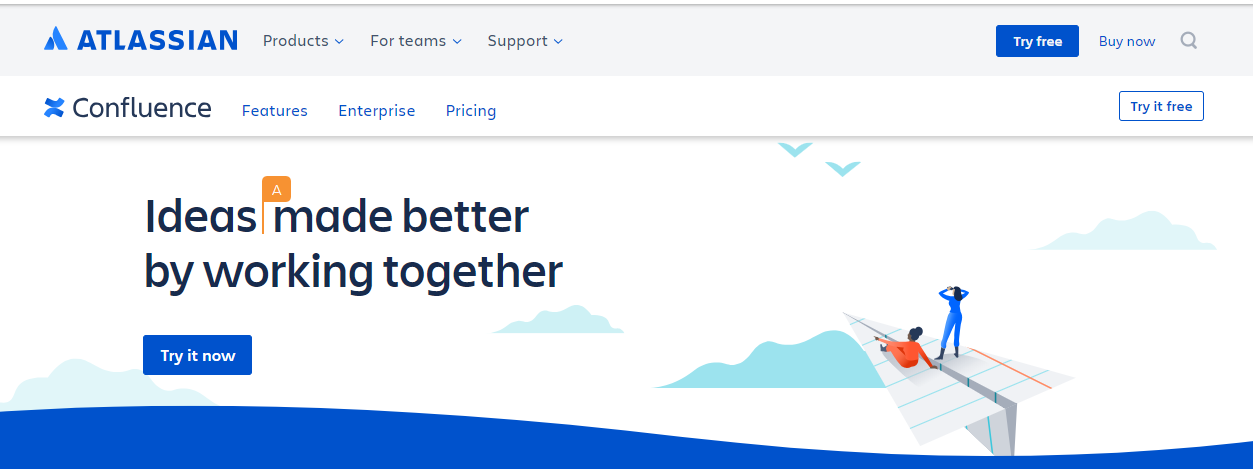 ATLASSIAN Products For teams Support Try free Buy now
Confluence Features Enterprise Pricing Try it free
A
Ideas made better
by working together
Try it now